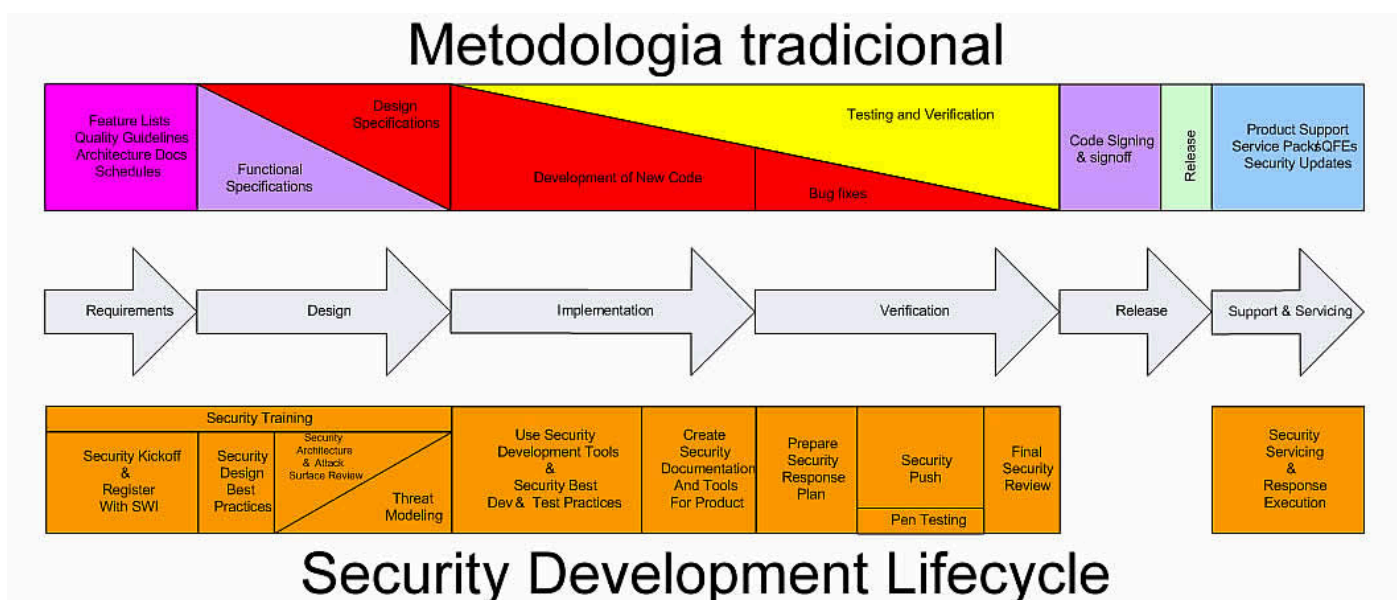 Metodologia tradicional
Feature Lists
Quality Guidelines
Architecture Docs
Schedules
Functional
Specifications
Design
Specifications
Development of New Code
Testing and Verification
Bug fixes
Code Signing
& signoff
Release
Product Support
Service Packs/QFEs
Security Updates
Requirements
Design
Implementation
Verification
Release
Support & Servicing
Security Training
Security Kickoff
&
Register
With SWI
Security
Design
Best
Practices
Security
Architecture
& Attack
Surface Review
Threat
Modeling
Use Security
Development Tools
&
Security Best
Dev & Test Practices
Create
Security
Documentation
And Tools
For Product
Prepare
Security
Response
Plan
Security
Push
Pen Testing
Final
Security
Review
Security
Servicing
&
Response
Execution
Security Development Lifecycle